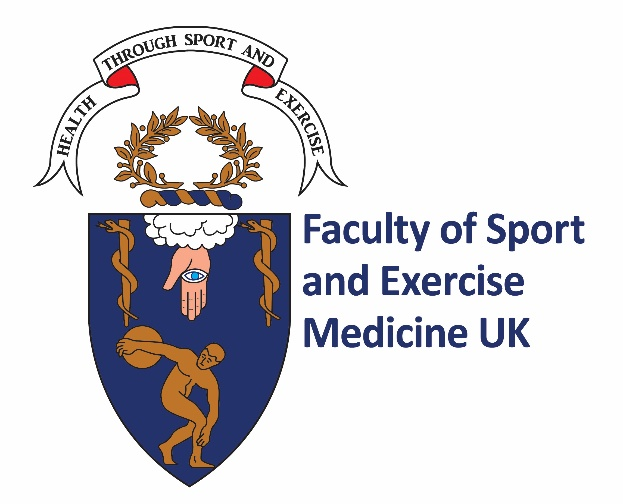 HEALTH THROUGH SPORT AND EXERCISE
Faculty of Sport
and Exercise
Medicine UK